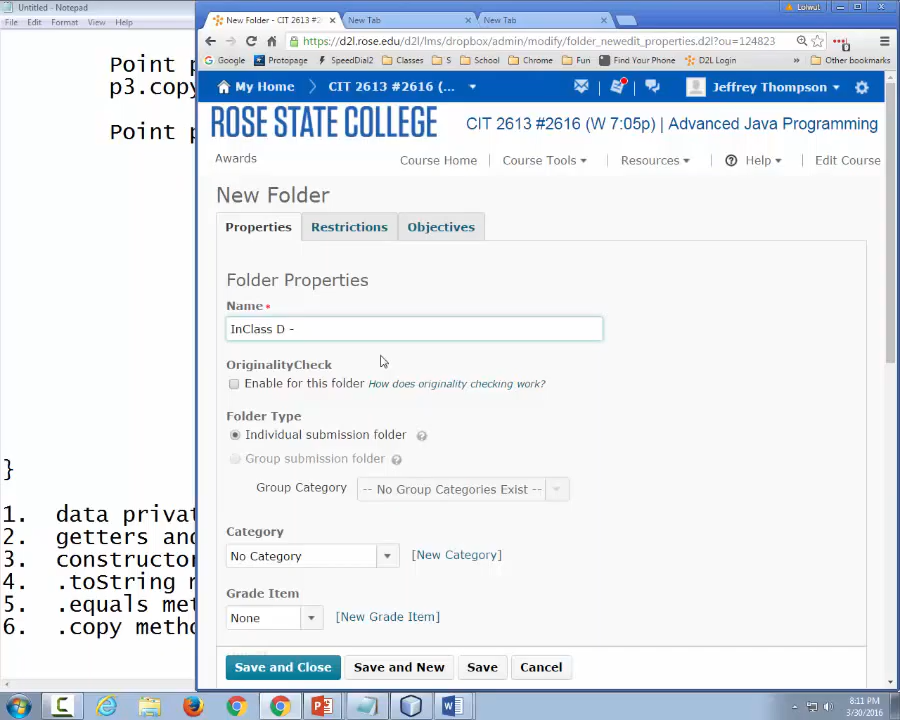 Untitled - Notepad
File Edit Format View Help
Point p
p3.copy
Point p
}
1. data privat
2. getters and
3. constructor
4. .toString m
5. .equals met
6. .copy metho
New Folder - CIT 2613 #2 ×
New Tab ×
New Tab ×
Loiwut
https://d2l.rose.edu/d2l/lms/dropbox/admin/modify/folder_newedit_properties.d2l?ou=124823
Google Protopage SpeedDial2 Classes S School Chrome Fun Find Your Phone D2L Login » Other bookmarks
My Home CIT 2613 #2616 (... Jeffrey Thompson
ROSE STATE COLLEGE CIT 2613 #2616 (W 7:05p) | Advanced Java Programming
Awards Course Home Course Tools Resources Help Edit Course
New Folder
Properties Restrictions Objectives
Folder Properties
Name *
InClass D -
OriginalityCheck
Enable for this folder How does originality checking work?
Folder Type
Individual submission folder ?
Group submission folder ?
Group Category -- No Group Categories Exist --
Category
No Category [New Category]
Grade Item
None [New Grade Item]
Save and Close Save and New Save Cancel
8:11 PM
3/30/2016